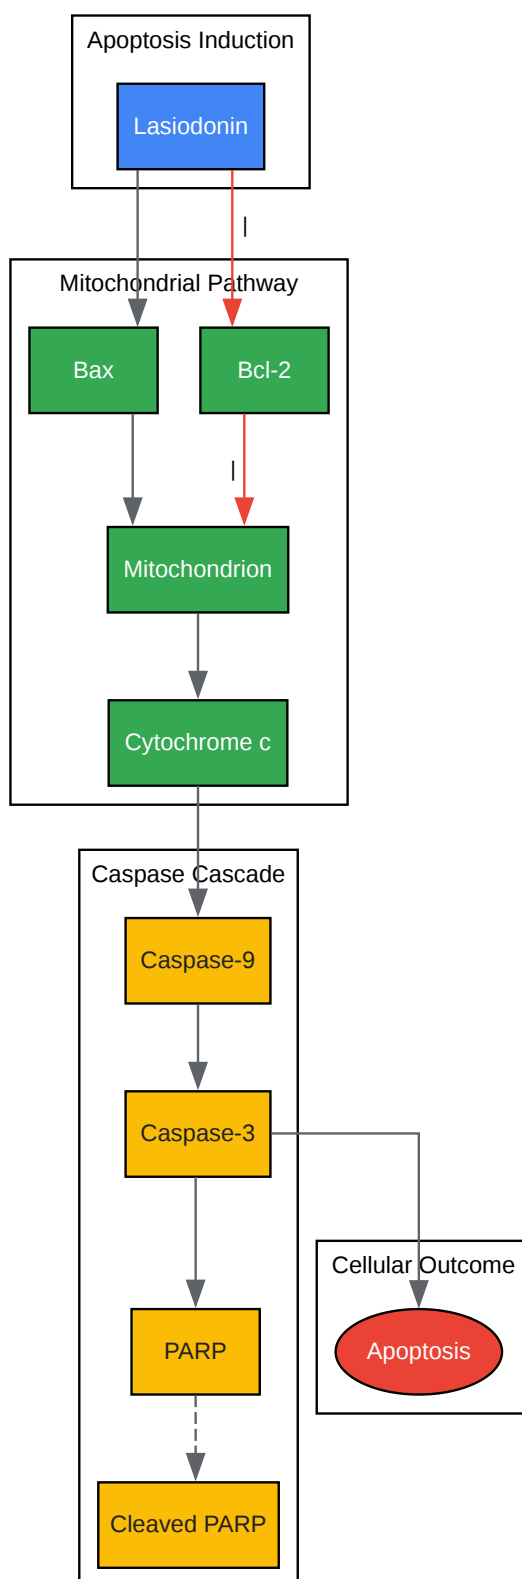 Apoptosis Induction
Lasiodonin
|
Mitochondrial Pathway
Bax
Bcl-2
|
Mitochondrion
Cytochrome c
Caspase Cascade
Caspase-9
Caspase-3
Cellular Outcome
PARP
Apoptosis
Cleaved PARP